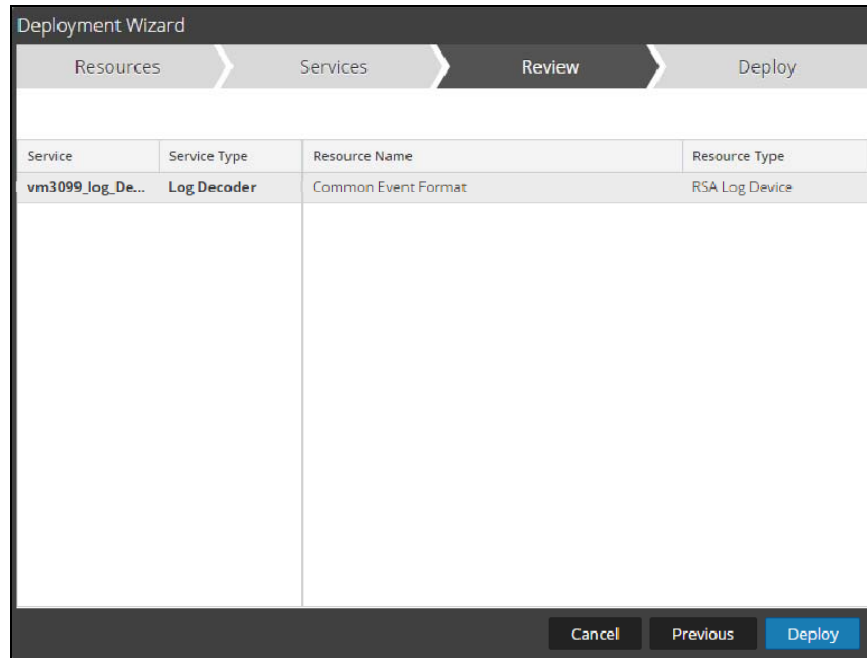 Deployment Wizard
Resources Services Review Deploy
Service Service Type Resource Name Resource Type
vm3099_log_De... Log Decoder Common Event Format RSA Log Device
Cancel Previous Deploy